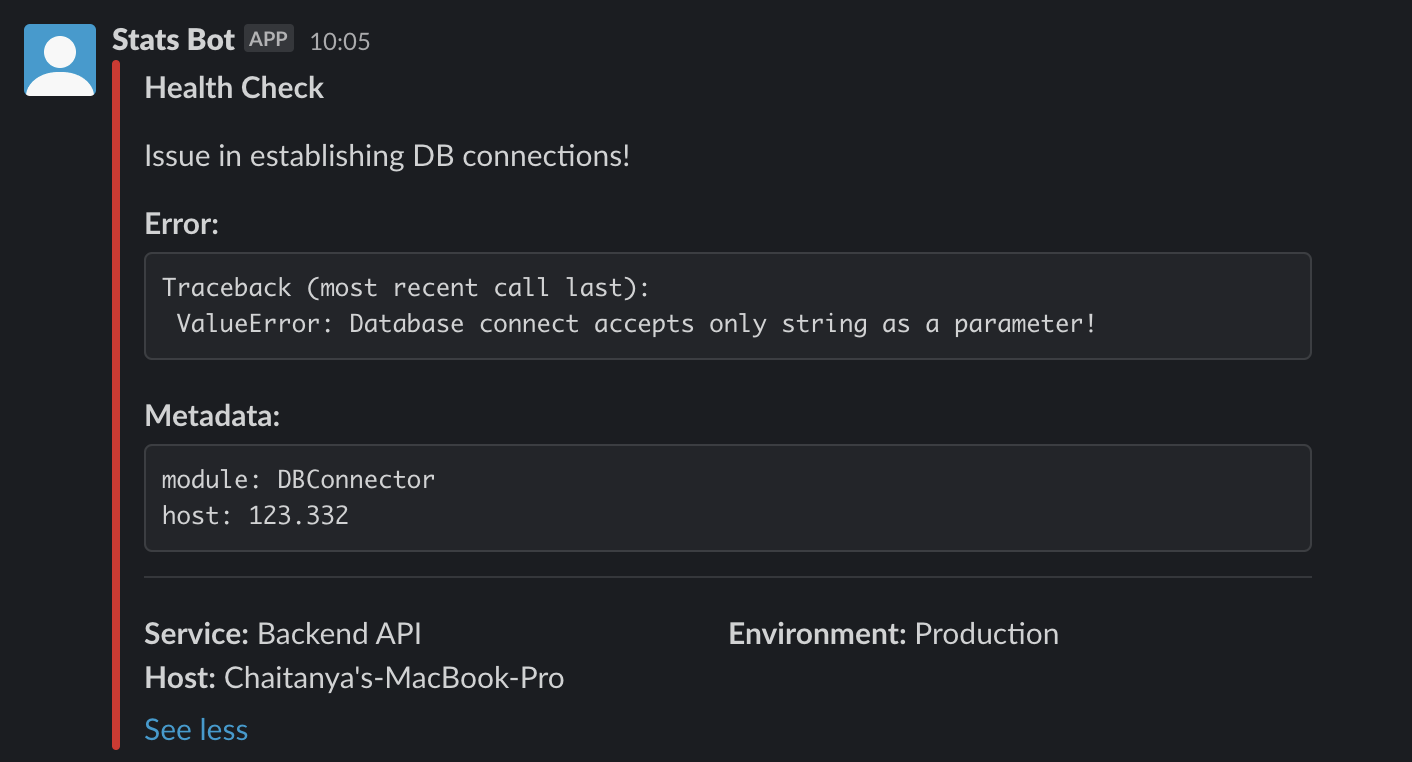 Stats Bot APP 10:05
Health Check
Issue in establishing DB connections!
Error:
Traceback (most recent call last):
 ValueError: Database connect accepts only string as a parameter!
Metadata:
module: DBConnector
host: 123.332
Service: Backend API Environment: Production
Host: Chaitanya's-MacBook-Pro
See less